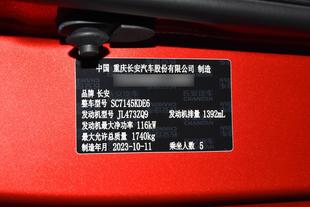 中国 重庆长安汽车股份有限公司 制造
品牌 长安
整车型号 SC7145KDE6
发动机型号 JL473ZQ9 发动机排量 1392mL
发动机最大净功率 116kW
最大允许总质量 1740kg
制造年月 2023-10-11 乘坐人数 5